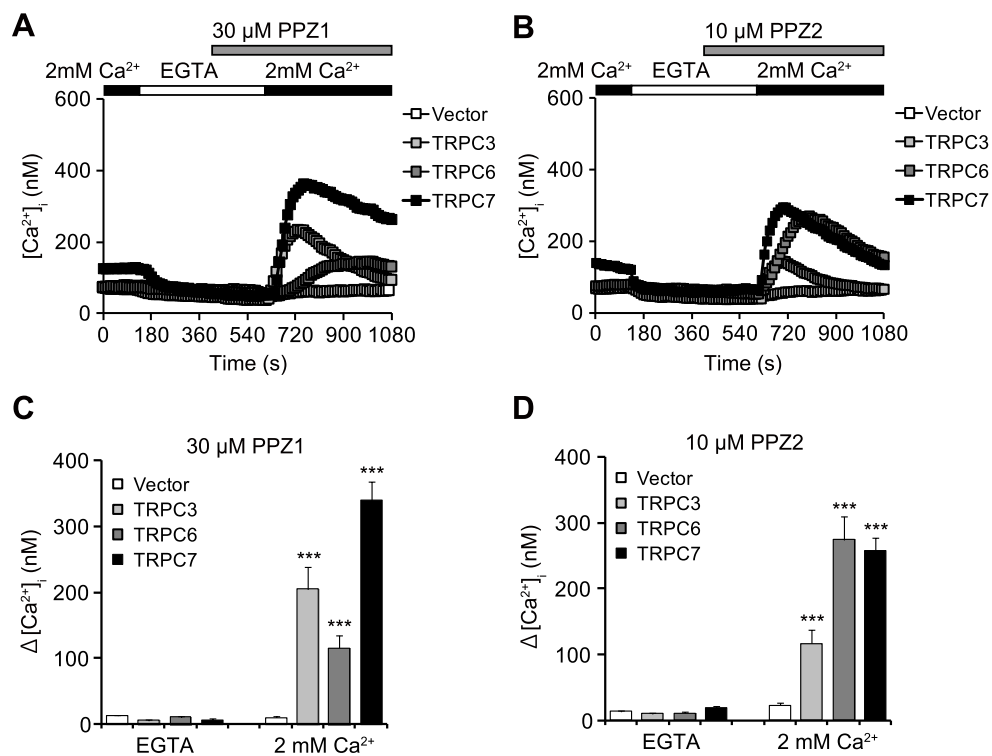 A
30 µM PPZ1
2mM Ca²⁺ EGTA 2mM Ca²⁺
600
400
200
0
[Ca²⁺]ᵢ (nM)
0 180 360 540 720 900 1080
Time (s)
Vector
TRPC3
TRPC6
TRPC7
B
10 µM PPZ2
2mM Ca²⁺ EGTA 2mM Ca²⁺
600
400
200
0
[Ca²⁺]ᵢ (nM)
0 180 360 540 720 900 1080
Time (s)
Vector
TRPC3
TRPC6
TRPC7
C
30 µM PPZ1
400
300
200
100
0
Δ [Ca²⁺]ᵢ (nM)
Vector
TRPC3
TRPC6
TRPC7
***
***
***
EGTA 2 mM Ca²⁺
D
10 µM PPZ2
400
300
200
100
0
Δ [Ca²⁺]ᵢ (nM)
Vector
TRPC3
TRPC6
TRPC7
***
***
***
EGTA 2 mM Ca²⁺